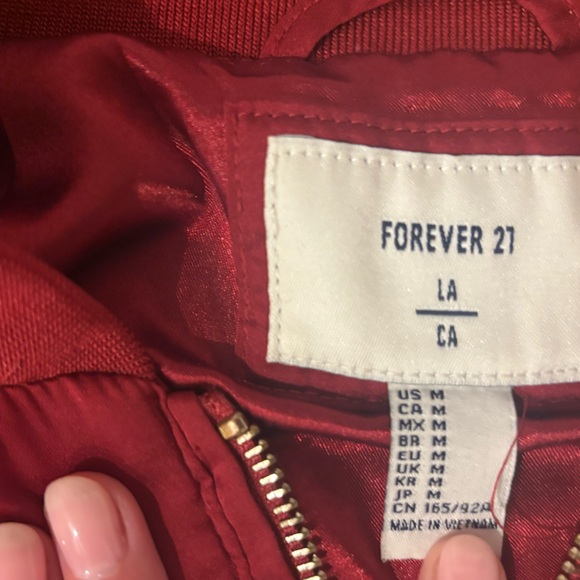 FOREVER 21
LA
CA
US M
CA M
MX M
BR M
EU M
UK M
KR M
JP M
CN 165/92A
MADE IN VIETNAM